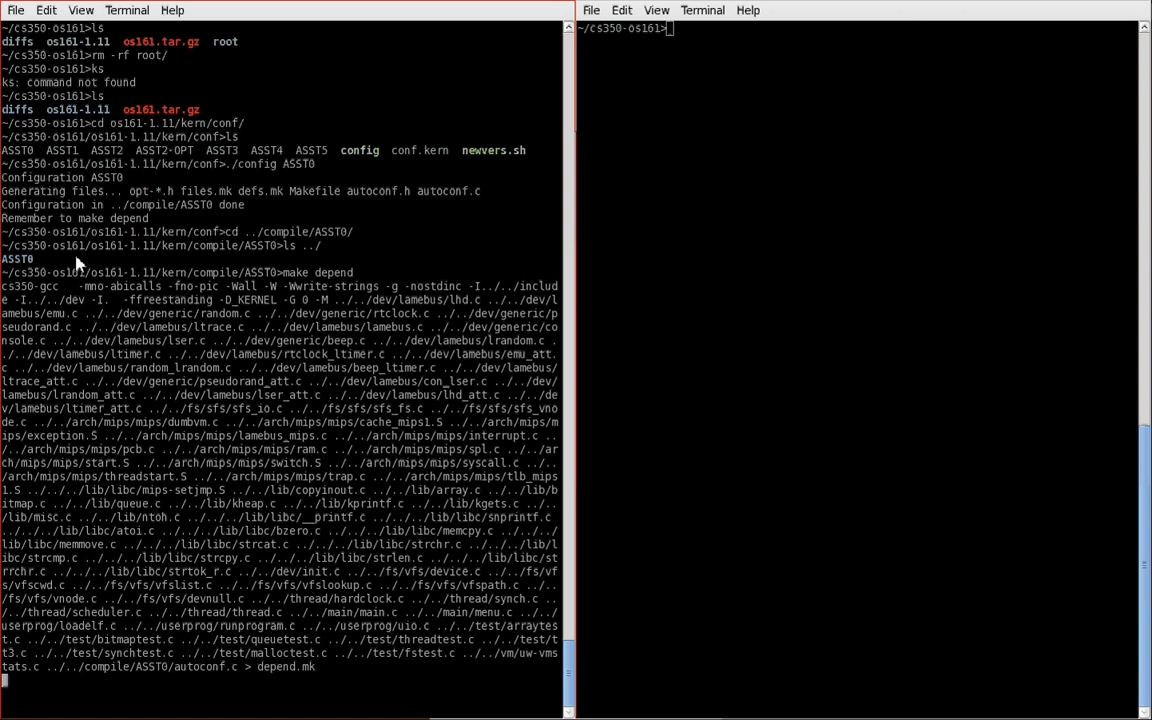 File Edit View Terminal Help
~/cs350-os161>ls
diffs os161-1.11 os161.tar.gz root
~/cs350-os161>rm -rf root/
~/cs350-os161>ks
ks: command not found
~/cs350-os161>ls
diffs os161-1.11 os161.tar.gz
~/cs350-os161>cd os161-1.11/kern/conf/
~/cs350-os161/os161-1.11/kern/conf>ls
ASST0 ASST1 ASST2 ASST2-OPT ASST3 ASST4 ASST5 config conf.kern newvers.sh
~/cs350-os161/os161-1.11/kern/conf>./config ASST0
Configuration ASST0
Generating files... opt-*.h files.mk defs.mk Makefile autoconf.h autoconf.c
Configuration in ../compile/ASST0 done
Remember to make depend
~/cs350-os161/os161-1.11/kern/conf>cd ../compile/ASST0/
~/cs350-os161/os161-1.11/kern/compile/ASST0>ls ../
ASST0
~/cs350-os161/os161-1.11/kern/compile/ASST0>make depend
cs350-gcc -mno-abicalls -fno-pic -Wall -W -Wwrite-strings -g -nostdinc -I../../includ
e -I../../dev -I. -ffreestanding -D_KERNEL -G 0 -M ../../dev/lamebus/lhd.c ../../dev/l
amebus/emu.c ../../dev/generic/random.c ../../dev/generic/rtclock.c ../../dev/generic/p
seudorand.c ../../dev/lamebus/ltrace.c ../../dev/lamebus/lamebus.c ../../dev/generic/co
nsole.c ../../dev/lamebus/lser.c ../../dev/generic/beep.c ../../dev/lamebus/lrandom.c .
./../dev/lamebus/ltimer.c ../../dev/lamebus/rtclock_ltimer.c ../../dev/lamebus/emu_att.
c ../../dev/lamebus/random_lrandom.c ../../dev/lamebus/beep_ltimer.c ../../dev/lamebus/
ltrace_att.c ../../dev/generic/pseudorand_att.c ../../dev/lamebus/con_lser.c ../../dev/
lamebus/lrandom_att.c ../../dev/lamebus/lser_att.c ../../dev/lamebus/lhd_att.c ../../de
v/lamebus/ltimer_att.c ../../fs/sfs/sfs_io.c ../../fs/sfs/sfs_fs.c ../../fs/sfs/sfs_vno
de.c ../../arch/mips/mips/dumbvm.c ../../arch/mips/mips/cache_mips1.S ../../arch/mips/m
ips/exception.S ../../arch/mips/mips/lamebus_mips.c ../../arch/mips/mips/interrupt.c ..
/../arch/mips/mips/pcb.c ../../arch/mips/mips/ram.c ../../arch/mips/mips/spl.c ../../ar
ch/mips/mips/start.S ../../arch/mips/mips/switch.S ../../arch/mips/mips/syscall.c ../..
/arch/mips/mips/threadstart.S ../../arch/mips/mips/trap.c ../../arch/mips/mips/tlb_mips
1.S ../../../lib/libc/mips-setjmp.S ../../lib/copyinout.c ../../lib/array.c ../../lib/b
itmap.c ../../lib/queue.c ../../lib/kheap.c ../../lib/kprintf.c ../../lib/kgets.c ../..
/lib/misc.c ../../lib/ntoh.c ../../../lib/libc/__printf.c ../../../lib/libc/snprintf.c
../../../lib/libc/atoi.c ../../../lib/libc/bzero.c ../../../lib/libc/memcpy.c ../../../
lib/libc/memmove.c ../../../lib/libc/strcat.c ../../../lib/libc/strchr.c ../../../lib/l
ibc/strcmp.c ../../../lib/libc/strcpy.c ../../../lib/libc/strlen.c ../../../lib/libc/st
rrchr.c ../../../lib/libc/strtok_r.c ../../dev/init.c ../../fs/vfs/device.c ../../fs/vf
s/vfscwd.c ../../fs/vfs/vfslist.c ../../fs/vfs/vfslookup.c ../../fs/vfs/vfspath.c ../..
/fs/vfs/vnode.c ../../fs/vfs/devnull.c ../../thread/hardclock.c ../../thread/synch.c ..
/../thread/scheduler.c ../../thread/thread.c ../../main/main.c ../../main/menu.c ../../
userprog/loadelf.c ../../userprog/runprogram.c ../../userprog/uio.c ../../test/arraytes
t.c ../../test/bitmaptest.c ../../test/queuetest.c ../../test/threadtest.c ../../test/t
t3.c ../../test/synchtest.c ../../test/malloctest.c ../../test/fstest.c ../../vm/uw-vms
tats.c ../../compile/ASST0/autoconf.c > depend.mk
File Edit View Terminal Help
~/cs350-os161>